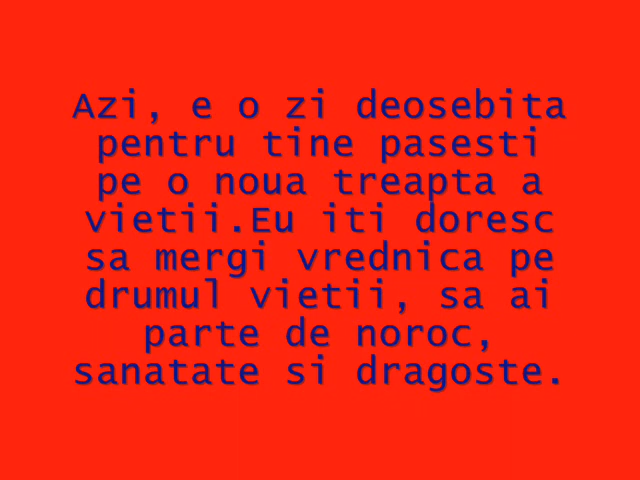 Azi, e o zi deosebita
pentru tine pasesti
pe o noua treapta a
vietii.Eu iti doresc
sa mergi vrednica pe
drumul vietii, sa ai
parte de noroc,
sanatate si dragoste.